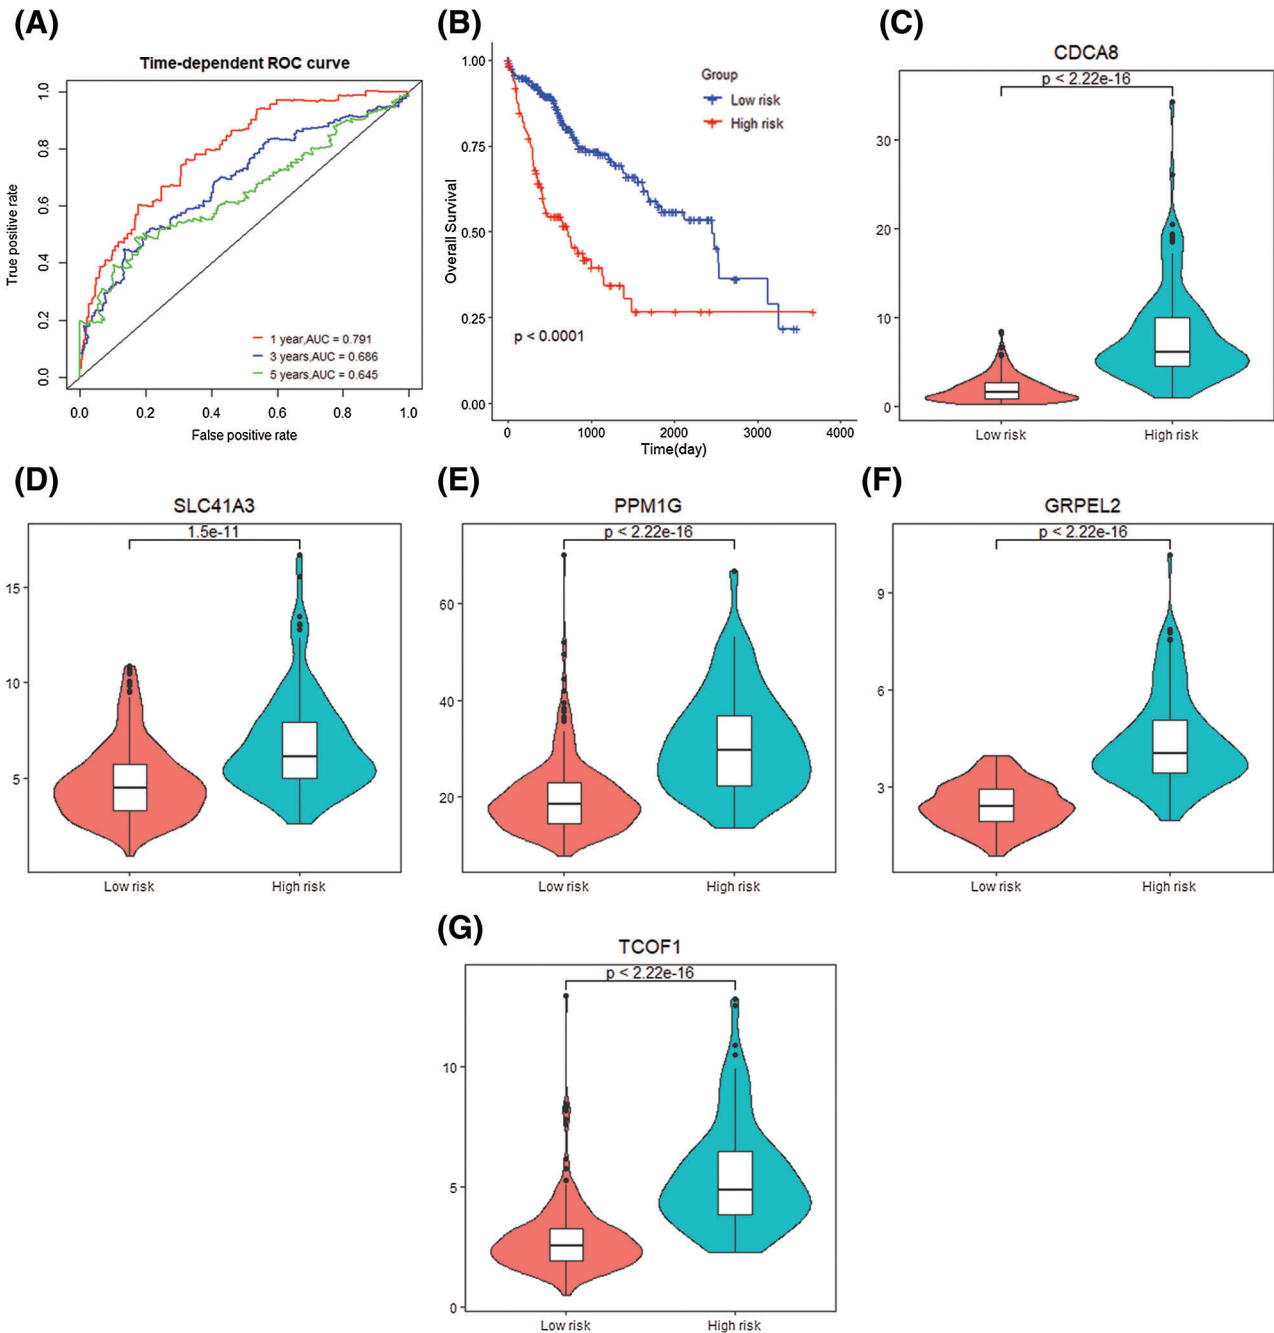 (A)
Time-dependent ROC curve
True positive rate
1.0
0.8
0.6
0.4
0.2
0.0
1 year,AUC = 0.791
3 years,AUC = 0.686
5 years,AUC = 0.645
0.0 0.2 0.4 0.6 0.8 1.0
False positive rate
(B)
Overall Survival
1.00
0.75
0.50
0.25
0.00
Group
Low risk
High risk
p < 0.0001
0 1000 2000 3000 4000
Time(day)
(C)
CDCA8
p < 2.22e-16
30
20
10
0
Low risk High risk
(D)
SLC41A3
1.5e-11
15
10
5
Low risk High risk
(E)
PPM1G
p < 2.22e-16
60
40
20
Low risk High risk
(F)
GRPEL2
p < 2.22e-16
9
6
3
Low risk High risk
(G)
TCOF1
p < 2.22e-16
10
5
0
Low risk High risk